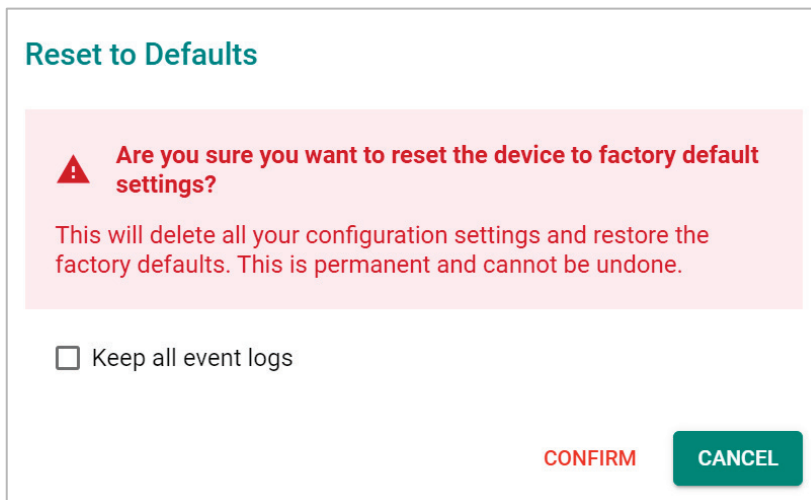 Reset to Defaults
Are you sure you want to reset the device to factory default
settings?
This will delete all your configuration settings and restore the
factory defaults. This is permanent and cannot be undone.
Keep all event logs
CONFIRM
CANCEL